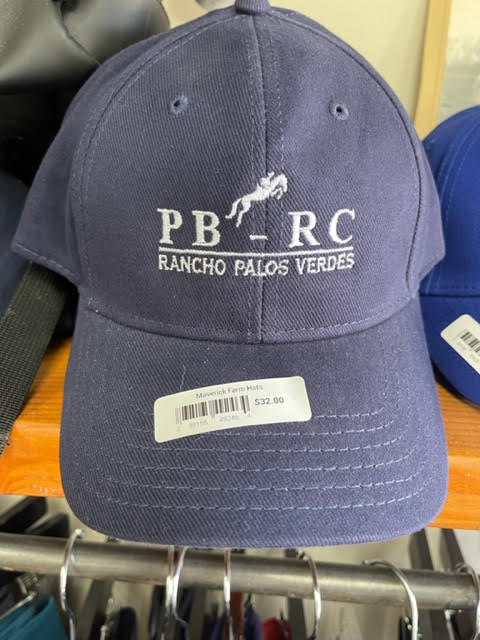 PB - RC
RANCHO PALOS VERDES
Maverick Farm Hats
$32.00